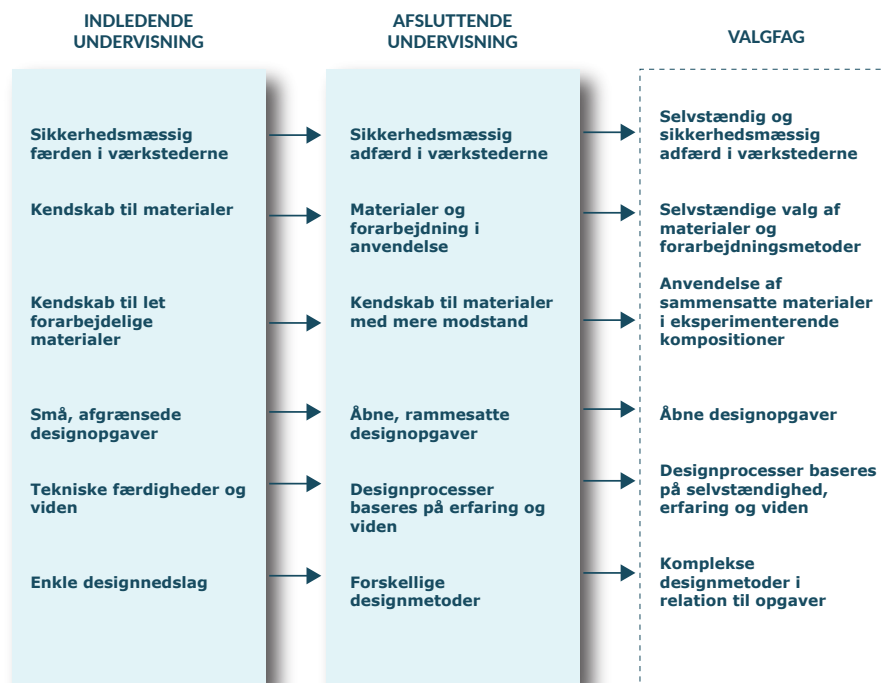 INDLEDENDE
UNDERVISNING
AFSLUTTENDE
UNDERVISNING
VALGFAG
Sikkerhedsmæssig
færden i værkstederne
Sikkerhedsmæssig
adfærd i værkstederne
Selvstændig og
sikkerhedsmæssig
adfærd i værkstederne
Kendskab til materialer
Materialer og
forarbejdning i
anvendelse
Selvstændige valg af
materialer og
forarbejdningsmetoder
Kendskab til let
forarbejdelige
materialer
Kendskab til materialer
med mere modstand
Anvendelse af
sammensatte materialer
i eksperimenterende
kompositioner
Små, afgrænsede
designopgaver
Åbne, rammesatte
designopgaver
Åbne designopgaver
Tekniske færdigheder og
viden
Designprocesser
baseres på erfaring og
viden
Designprocesser baseres
på selvstændighed,
erfaring og viden
Enkle designnedslag
Forskellige
designmetoder
Komplekse
designmetoder i
relation til opgaver